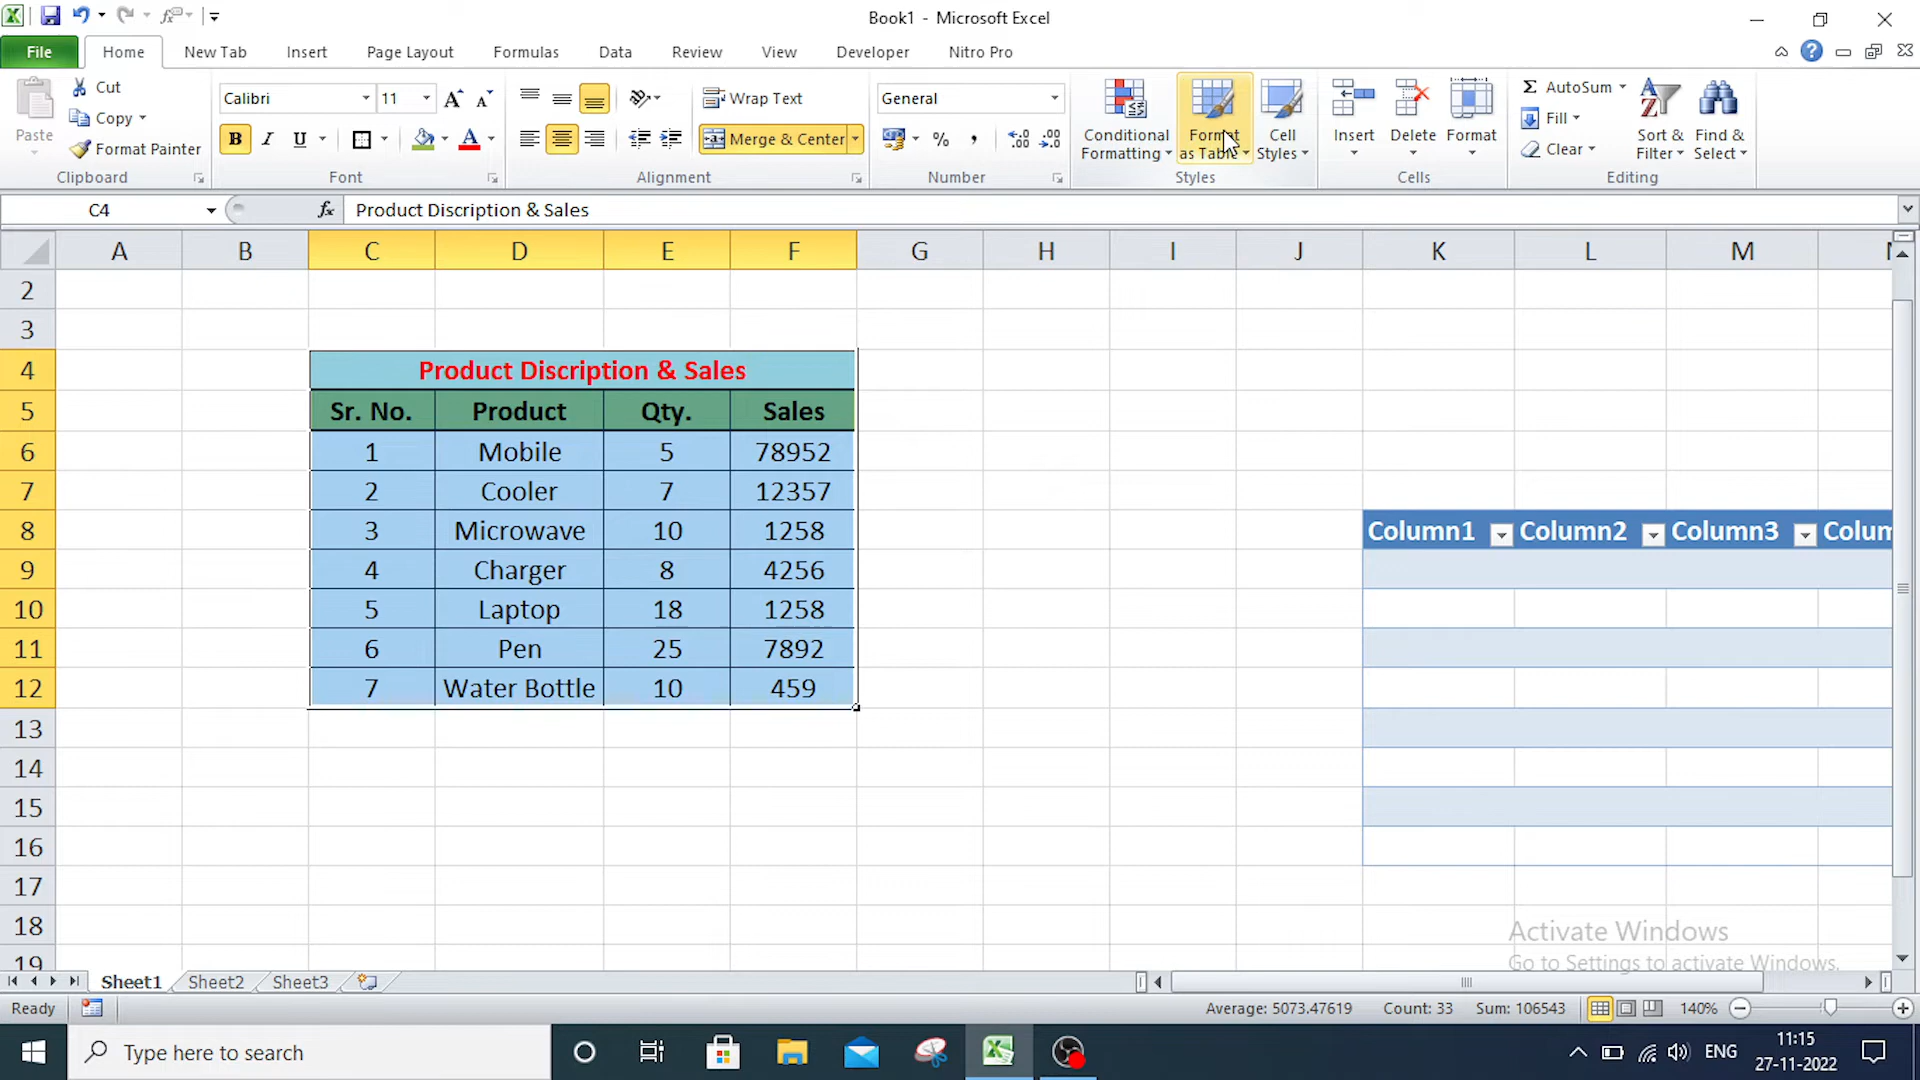 Book1 - Microsoft Excel
File Home New Tab Insert Formulas Page Layout Data Review View Developer Nitro Pro
Paste
Cut
Copy
Format Painter
Clipboard
Calibri 11
B I U
Font
Wrap Text
Merge & Center
Alignment
General
Number
Conditional Formatting
Format as Table
Cell Styles
Styles
Insert
Delete
Format
Cells
AutoSum
Fill
Clear
Sort & Filter
Find & Select
Editing
C4 fx Product Discription & Sales
A B C D E F G H I J K L M
2
3
4 Product Discription & Sales
5 Sr. No. Product Qty. Sales
6 1 Mobile 5 78952
7 2 Cooler 7 12357
8 3 Microwave 10 1258 Column1 Column2 Column3 Colum
9 4 Charger 8 4256
10 5 Laptop 18 1258
11 6 Pen 25 7892
12 7 Water Bottle 10 459
13
14
15
16
17
18
19
Activate Windows
Go to Settings to activate Windows.
Sheet1 Sheet2 Sheet3
Ready Average: 5073.47619 Count: 33 Sum: 106543 140%
Type here to search
ENG
11:15
27-11-2022